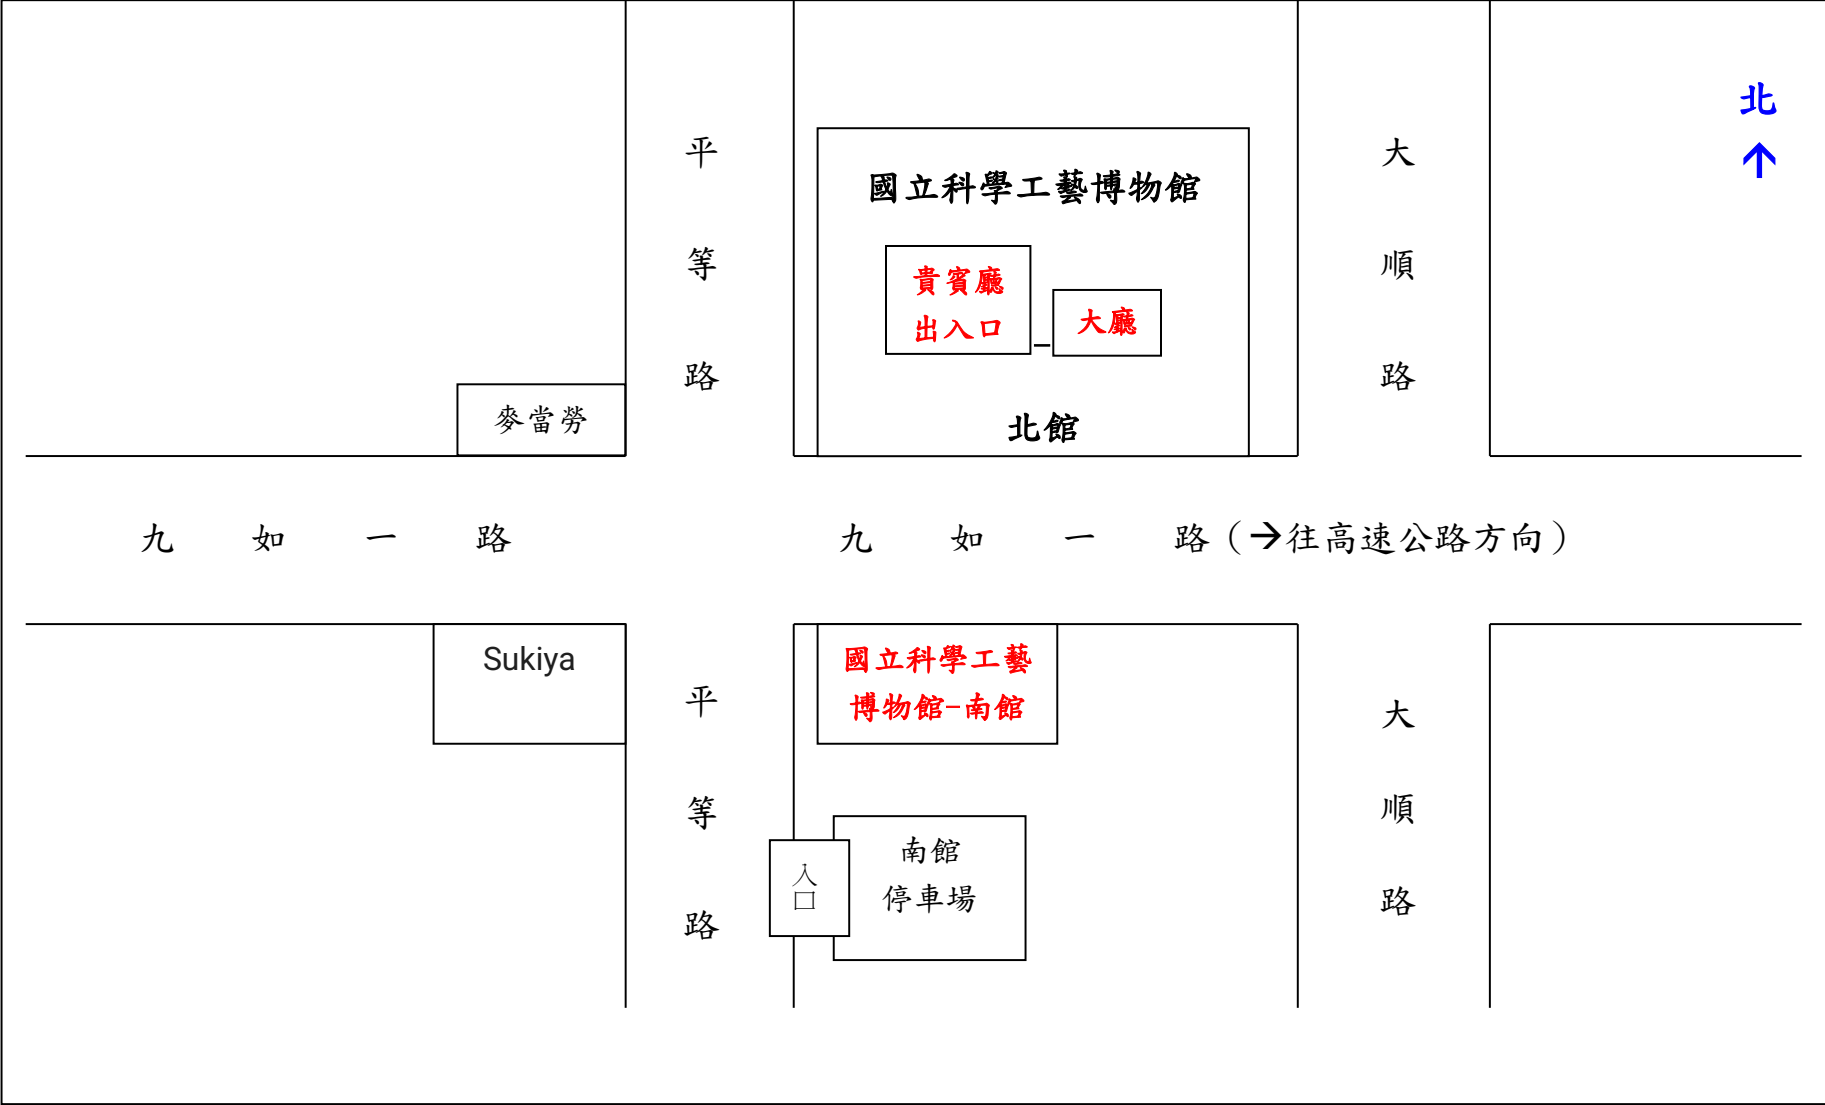 北
↑
平等路
大順路
國立科學工藝博物館
貴賓廳
出入口
大廳
北館
麥當勞
九如一路
九如一路（→往高速公路方向）
Sukiya
國立科學工藝
博物館-南館
平等路
大順路
入口
南館
停車場